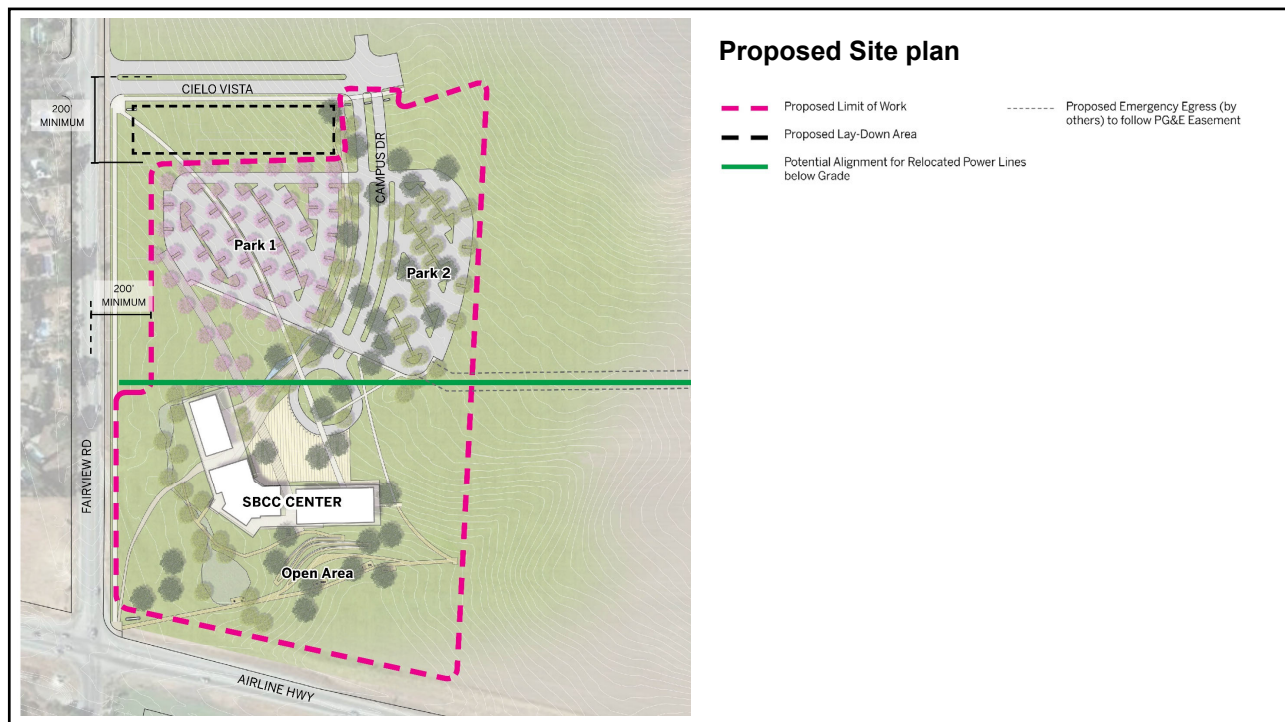 Proposed Site plan
Proposed Limit of Work
Proposed Lay-Down Area
Potential Alignment for Relocated Power Lines
below Grade
Proposed Emergency Egress (by
others) to follow PG&E Easement
CIELO VISTA
200'
MINIMUM
CAMPUS DR
Park 1
Park 2
200'
MINIMUM
FAIRVIEW RD
SBCC CENTER
Open Area
AIRLINE HWY